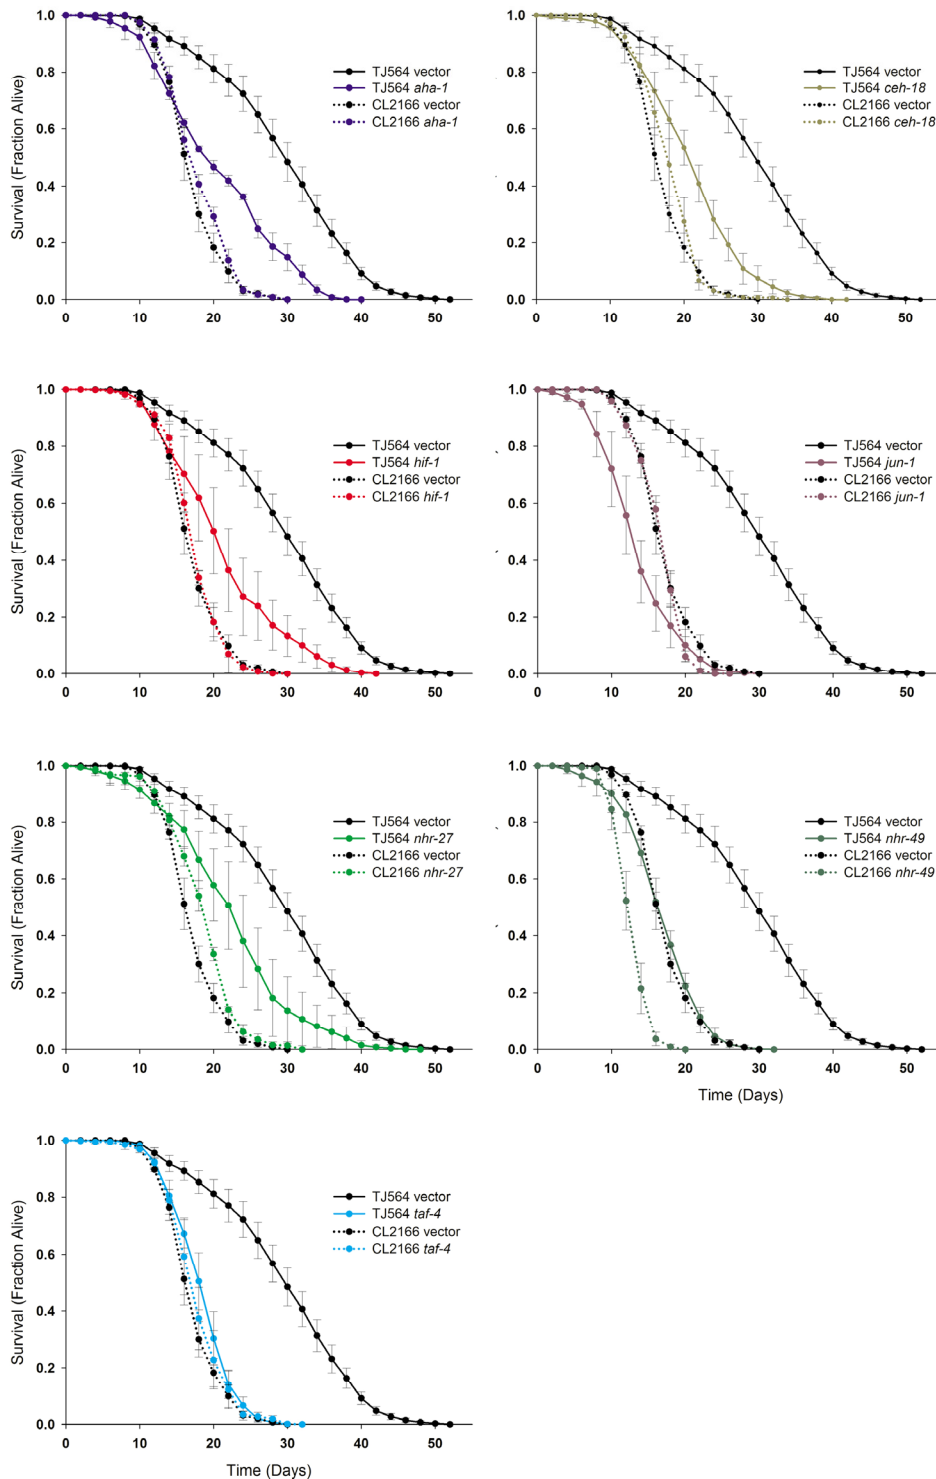 1.0
0.8
0.6
0.4
0.2
0.0
Survival (Fraction Alive)
0 10 20 30 40 50
TJ564 vector
TJ564 aha-1
CL2166 vector
CL2166 aha-1
1.0
0.8
0.6
0.4
0.2
0.0
0 10 20 30 40 50
TJ564 vector
TJ564 ceh-18
CL2166 vector
CL2166 ceh-18
1.0
0.8
0.6
0.4
0.2
0.0
Survival (Fraction Alive)
0 10 20 30 40 50
TJ564 vector
TJ564 hif-1
CL2166 vector
CL2166 hif-1
1.0
0.8
0.6
0.4
0.2
0.0
0 10 20 30 40 50
TJ564 vector
TJ564 jun-1
CL2166 vector
CL2166 jun-1
1.0
0.8
0.6
0.4
0.2
0.0
Survival (Fraction Alive)
0 10 20 30 40 50
TJ564 vector
TJ564 nhr-27
CL2166 vector
CL2166 nhr-27
1.0
0.8
0.6
0.4
0.2
0.0
0 10 20 30 40 50
Time (Days)
TJ564 vector
TJ564 nhr-49
CL2166 vector
CL2166 nhr-49
1.0
0.8
0.6
0.4
0.2
0.0
Survival (Fraction Alive)
0 10 20 30 40 50
Time (Days)
TJ564 vector
TJ564 taf-4
CL2166 vector
CL2166 taf-4